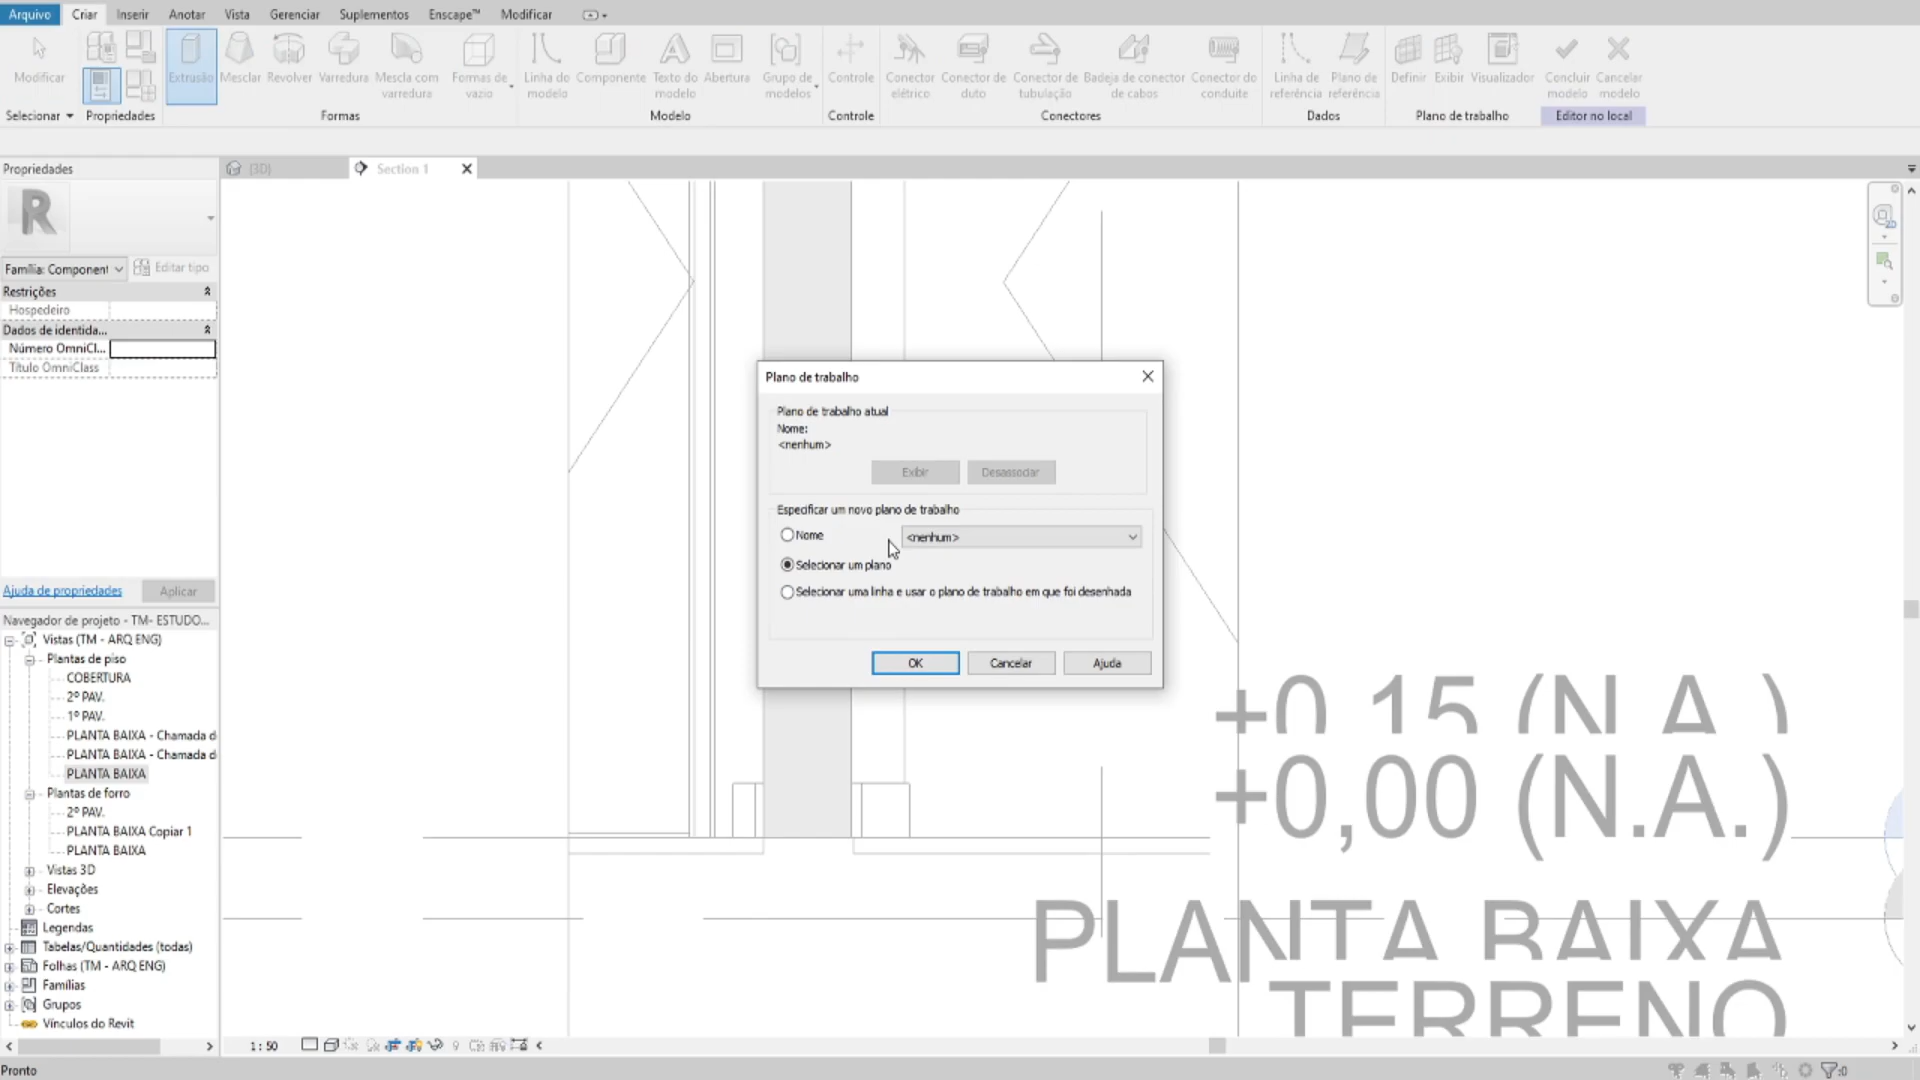 Arquivo Criar Inserir Anotar Vista Gerenciar Suplementos Enscape™ Modificar
Modificar
Selecionar Propriedades
Extrusão Mesclar Revolver Varredura Mescla com varredura Formas de vazio
Formas
Linha do modelo Componente Texto do modelo Abertura Grupo de modelos
Modelo
Controle
Controle
Conector elétrico Conector de duto Conector de tubulação Badeja de conector de cabos Conector do conduite
Conectores
Linha de referência Plano de referência
Dados
Definir Exibir Visualizador
Plano de trabalho
Concluir modelo Cancelar modelo
Editor no local
Propriedades
{3D}
Section 1
R
Família: Component Editar tipo
Restrições
Hospedeiro
Dados de identida...
Número OmniCl...
Título OmniClass
Ajuda de propriedades Aplicar
Navegador de projeto - TM- ESTUDO...
Vistas (TM - ARQ ENG)
Plantas de piso
COBERTURA
2º PAV.
1º PAV.
PLANTA BAIXA - Chamada d
PLANTA BAIXA - Chamada d
PLANTA BAIXA
Plantas de forro
2º PAV.
PLANTA BAIXA Copiar 1
PLANTA BAIXA
Vistas 3D
Elevações
Cortes
Legendas
Tabelas/Quantidades (todas)
Folhas (TM - ARQ ENG)
Famílias
Grupos
Vínculos do Revit
Plano de trabalho
Plano de trabalho atual
Nome:
<nenhum>
Exibir Desassociar
Especificar um novo plano de trabalho
Nome <nenhum>
Selecionar um plano
Selecionar uma linha e usar o plano de trabalho em que foi desenhada
OK Cancelar Ajuda
+0,15 (N.A.)
+0,00 (N.A.)
PLANTA BAIXA
TERRENO
1 : 50
Pronto
:0